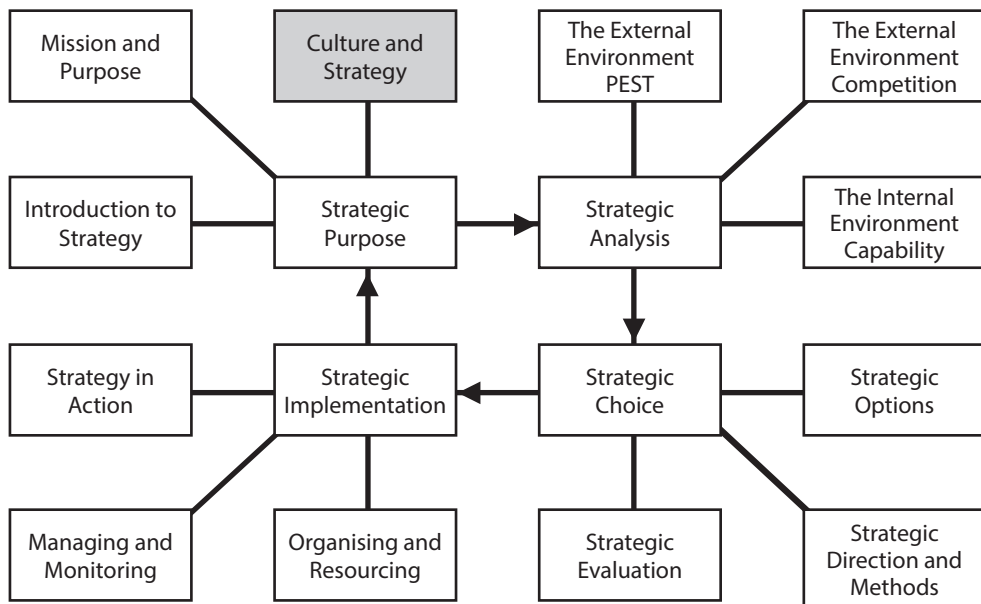 Mission and
Purpose
Culture and
Strategy
The External
Environment
PEST
The External
Environment
Competition
Introduction to
Strategy
Strategic
Purpose
Strategic
Analysis
The Internal
Environment
Capability
Strategy in
Action
Strategic
Implementation
Strategic
Choice
Strategic
Options
Managing and
Monitoring
Organising and
Resourcing
Strategic
Evaluation
Strategic
Direction and
Methods